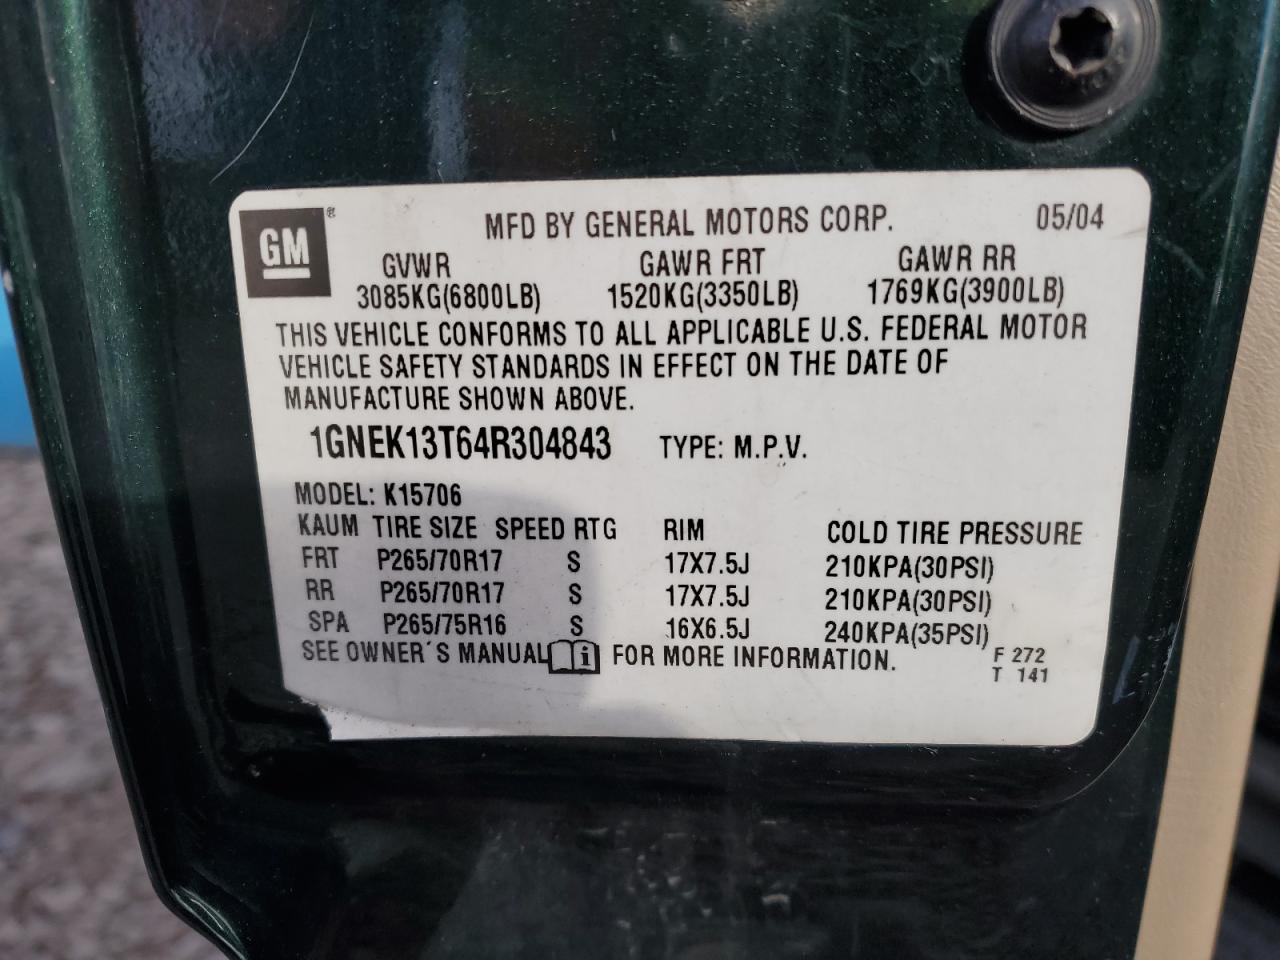 GM ®
MFD BY GENERAL MOTORS CORP. 05/04
GVWR GAWR FRT GAWR RR
3085KG(6800LB) 1520KG(3350LB) 1769KG(3900LB)
THIS VEHICLE CONFORMS TO ALL APPLICABLE U.S. FEDERAL MOTOR
VEHICLE SAFETY STANDARDS IN EFFECT ON THE DATE OF
MANUFACTURE SHOWN ABOVE.
1GNEK13T64R304843 TYPE: M.P.V.
MODEL: K15706
KAUM TIRE SIZE SPEED RTG RIM COLD TIRE PRESSURE
FRT P265/70R17 S 17X7.5J 210KPA(30PSI)
RR P265/70R17 S 17X7.5J 210KPA(30PSI)
SPA P265/75R16 S 16X6.5J 240KPA(35PSI)
SEE OWNER'S MANUAL i FOR MORE INFORMATION.
F 272
T 141